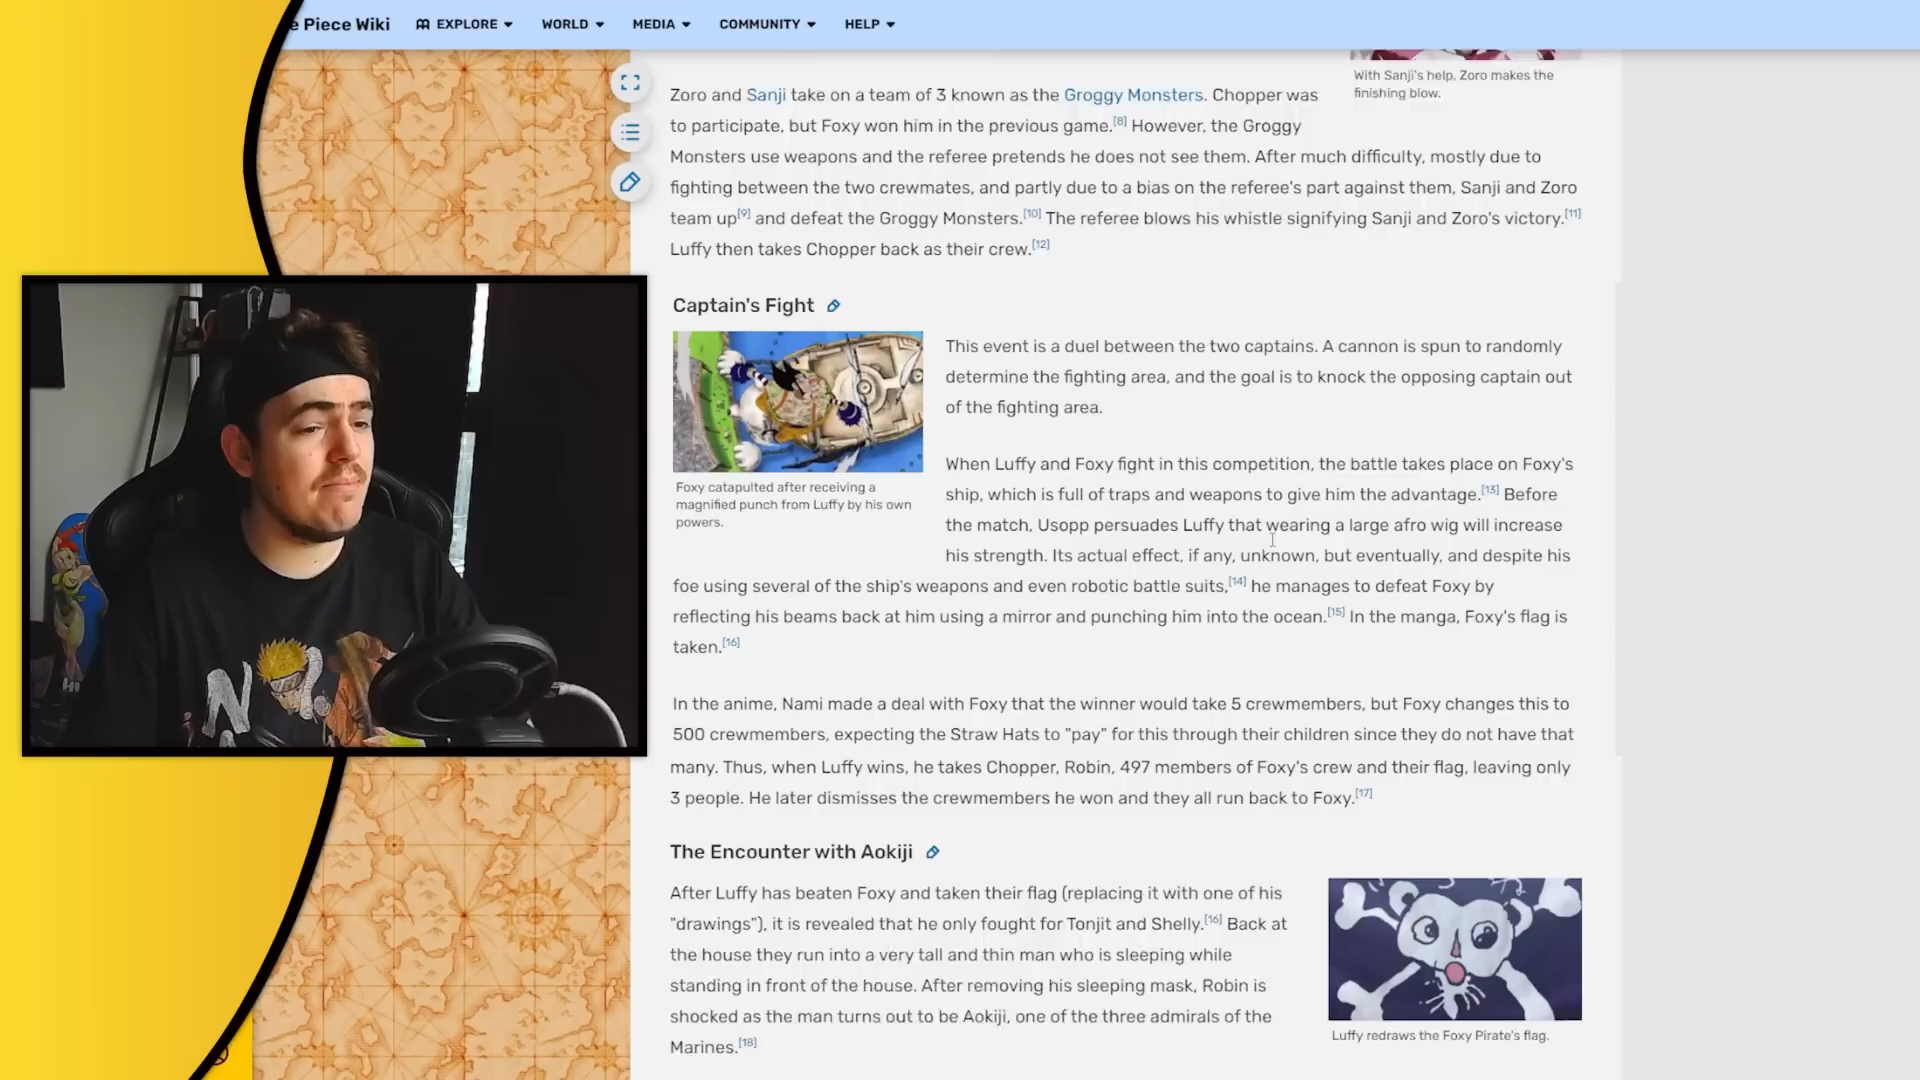 e Piece Wiki
EXPLORE
WORLD
MEDIA
COMMUNITY
HELP
With Sanji's help, Zoro makes the
finishing blow.
Zoro and Sanji take on a team of 3 known as the Groggy Monsters. Chopper was
to participate, but Foxy won him in the previous game.[8] However, the Groggy
Monsters use weapons and the referee pretends he does not see them. After much difficulty, mostly due to
fighting between the two crewmates, and partly due to a bias on the referee's part against them, Sanji and Zoro
team up[9] and defeat the Groggy Monsters.[10] The referee blows his whistle signifying Sanji and Zoro's victory.[11]
Luffy then takes Chopper back as their crew.[12]
Captain's Fight
Foxy catapulted after receiving a
magnified punch from Luffy by his own
powers.
This event is a duel between the two captains. A cannon is spun to randomly
determine the fighting area, and the goal is to knock the opposing captain out
of the fighting area.
When Luffy and Foxy fight in this competition, the battle takes place on Foxy's
ship, which is full of traps and weapons to give him the advantage.[13] Before
the match, Usopp persuades Luffy that wearing a large afro wig will increase
his strength. Its actual effect, if any, unknown, but eventually, and despite his
foe using several of the ship's weapons and even robotic battle suits,[14] he manages to defeat Foxy by
reflecting his beams back at him using a mirror and punching him into the ocean.[15] In the manga, Foxy's flag is
taken.[16]
In the anime, Nami made a deal with Foxy that the winner would take 5 crewmembers, but Foxy changes this to
500 crewmembers, expecting the Straw Hats to "pay" for this through their children since they do not have that
many. Thus, when Luffy wins, he takes Chopper, Robin, 497 members of Foxy's crew and their flag, leaving only
3 people. He later dismisses the crewmembers he won and they all run back to Foxy.[17]
The Encounter with Aokiji
After Luffy has beaten Foxy and taken their flag (replacing it with one of his
"drawings"), it is revealed that he only fought for Tonjit and Shelly.[16] Back at
the house they run into a very tall and thin man who is sleeping while
standing in front of the house. After removing his sleeping mask, Robin is
shocked as the man turns out to be Aokiji, one of the three admirals of the
Marines.[18]
Luffy redraws the Foxy Pirate's flag.